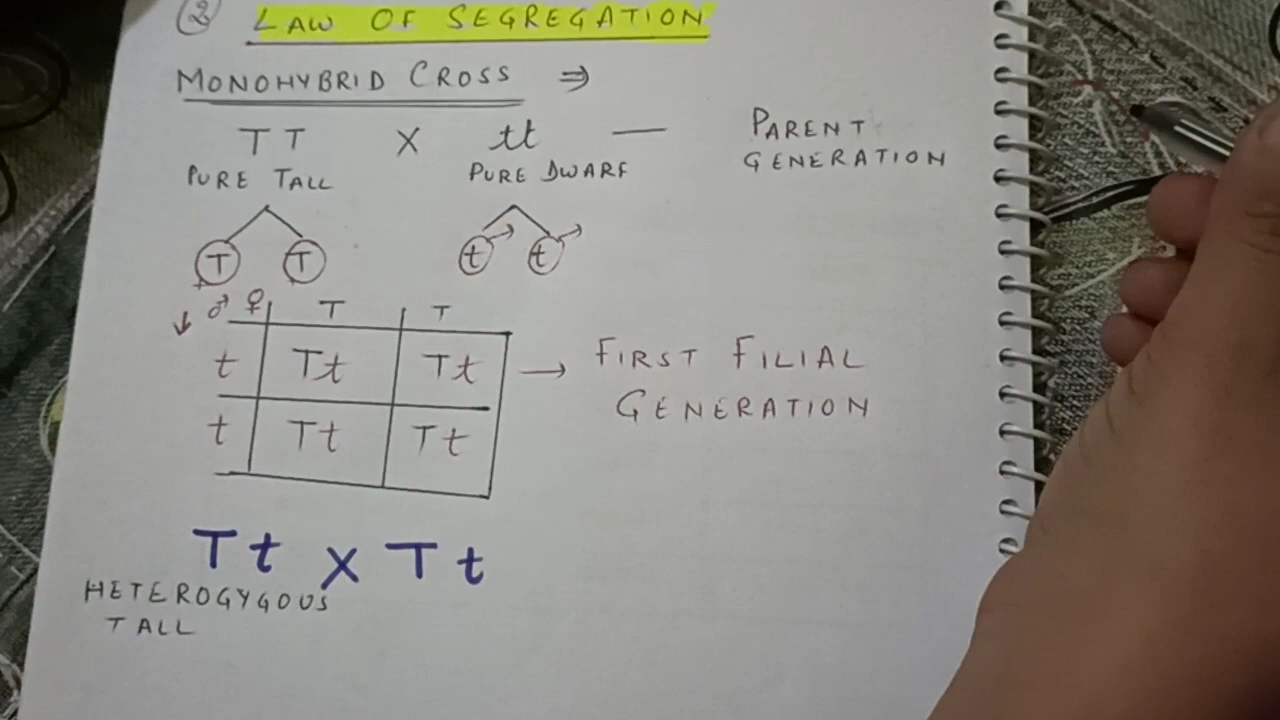 2 LAW OF SEGREGATION
MONOHYBRID CROSS ⇒
TT X tt — PARENT GENERATION
PURE TALL PURE DWARF
T T t t
♂ ♀ T T
t Tt Tt → FIRST FILIAL GENERATION
t Tt Tt
Tt X Tt
HETEROGYGOUS
TALL